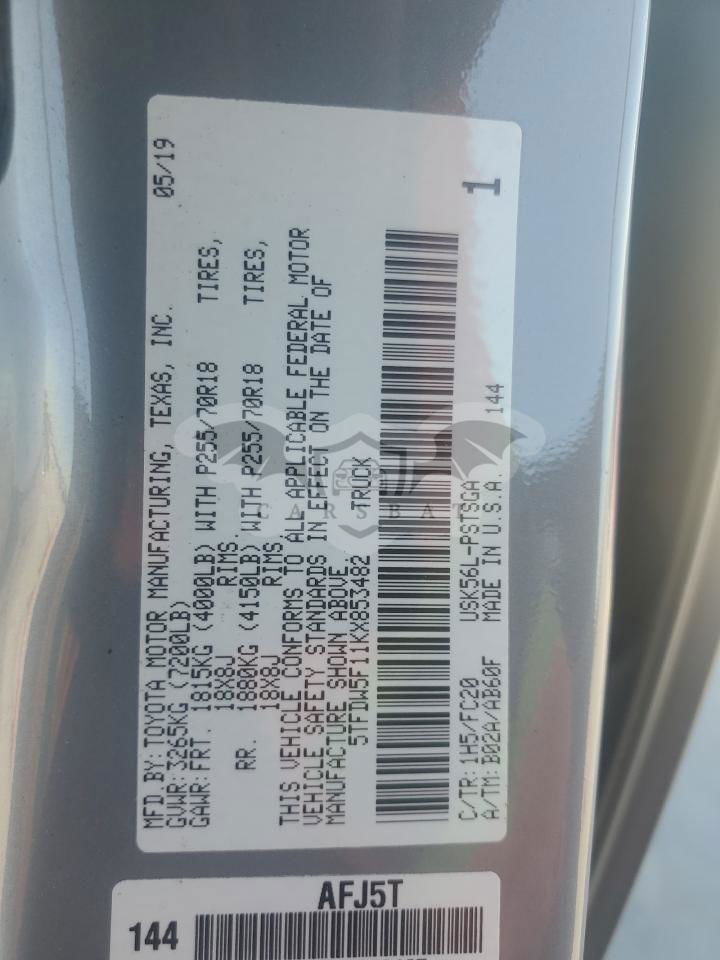 MFD.BY: TOYOTA MOTOR MANUFACTURING, TEXAS, INC. 05/19
GVWR: 3265KG (7200LB)
GAWR: FRT. 1815KG (4000LB) WITH P255/70R18 TIRES,
18X8J RIMS.
RR. 1880KG (4150LB) WITH P255/70R18 TIRES,
18X8J RIMS.
THIS VEHICLE CONFORMS TO ALL APPLICABLE FEDERAL MOTOR
VEHICLE SAFETY STANDARDS IN EFFECT ON THE DATE OF
MANUFACTURE SHOWN ABOVE.
5TFDW5F11KX853482 TRUCK
C/TR: 1H5/FC20 USK56L-PSTSGA 144
A/TM: B02A/AB60F MADE IN U.S.A.
1
CARSBAT
AFJ5T
144